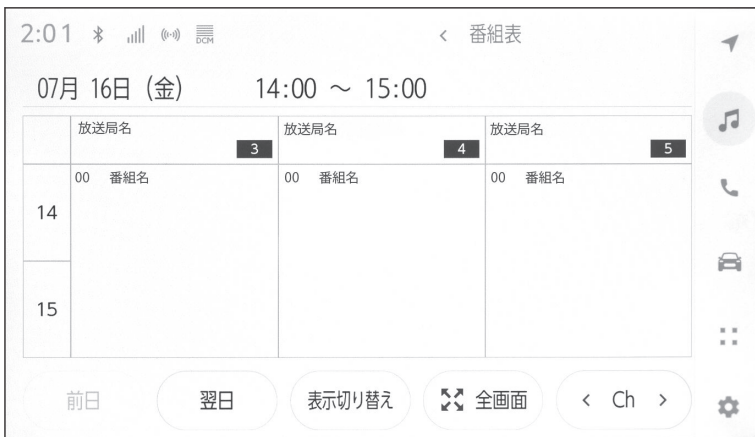 2:01 DCM < 番組表
07月 16日 (金) 14:00 ～ 15:00
放送局名 3 放送局名 4 放送局名 5
00 番組名 00 番組名 00 番組名
14
15
前日 翌日 表示切り替え 全画面 < Ch >